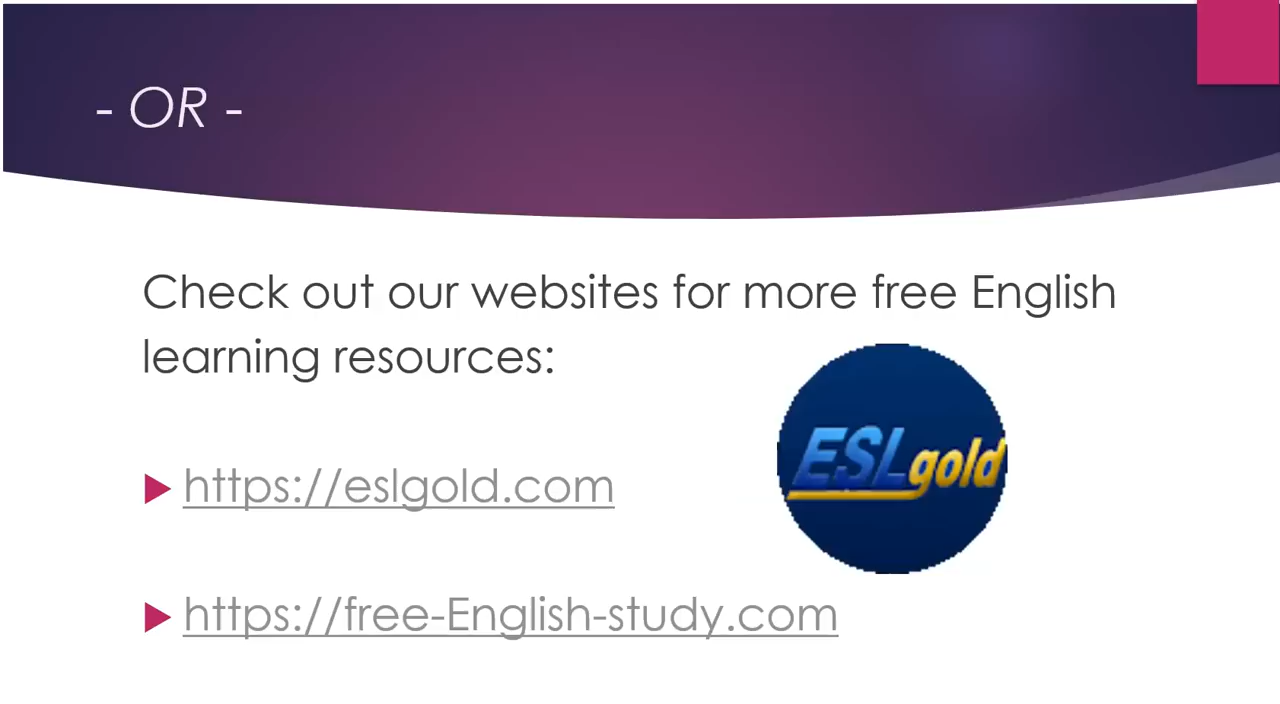 - OR -
Check out our websites for more free English
learning resources:
ESLgold
https://eslgold.com
https://free-English-study.com